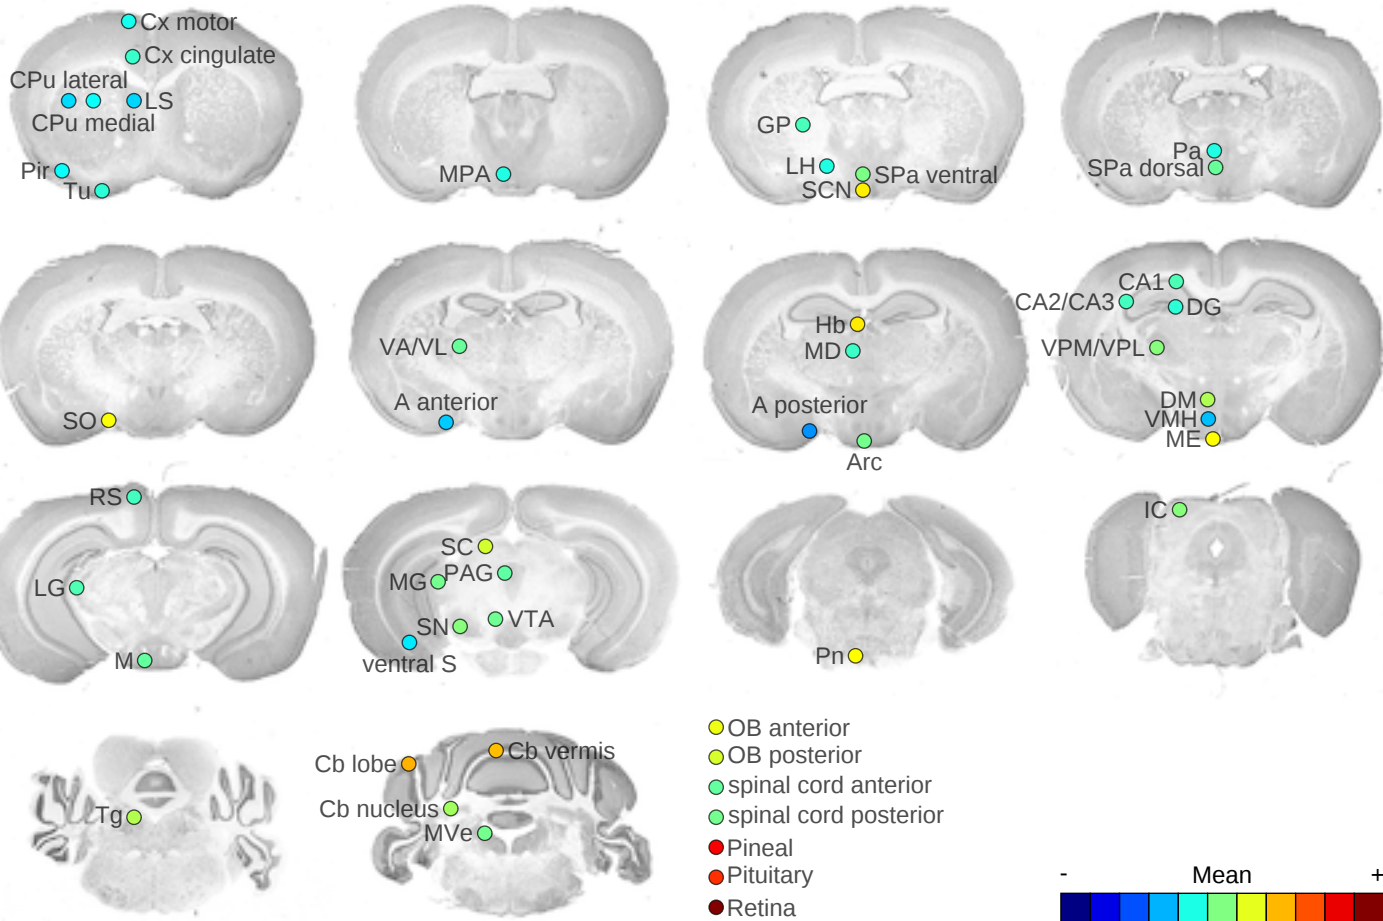 Cx motor
Cx cingulate
CPu lateral
LS
CPu medial
Pir
Tu
MPA
GP
LH
SPa ventral
SCN
Pa
SPa dorsal
SO
VA/VL
A anterior
Hb
MD
A posterior
Arc
CA1
CA2/CA3
DG
VPM/VPL
DM
VMH
ME
RS
LG
M
SC
MG
PAG
SN
VTA
ventral S
Pn
IC
Tg
Cb lobe
Cb vermis
Cb nucleus
MVe
OB anterior
OB posterior
spinal cord anterior
spinal cord posterior
Pineal
Pituitary
Retina
- Mean +